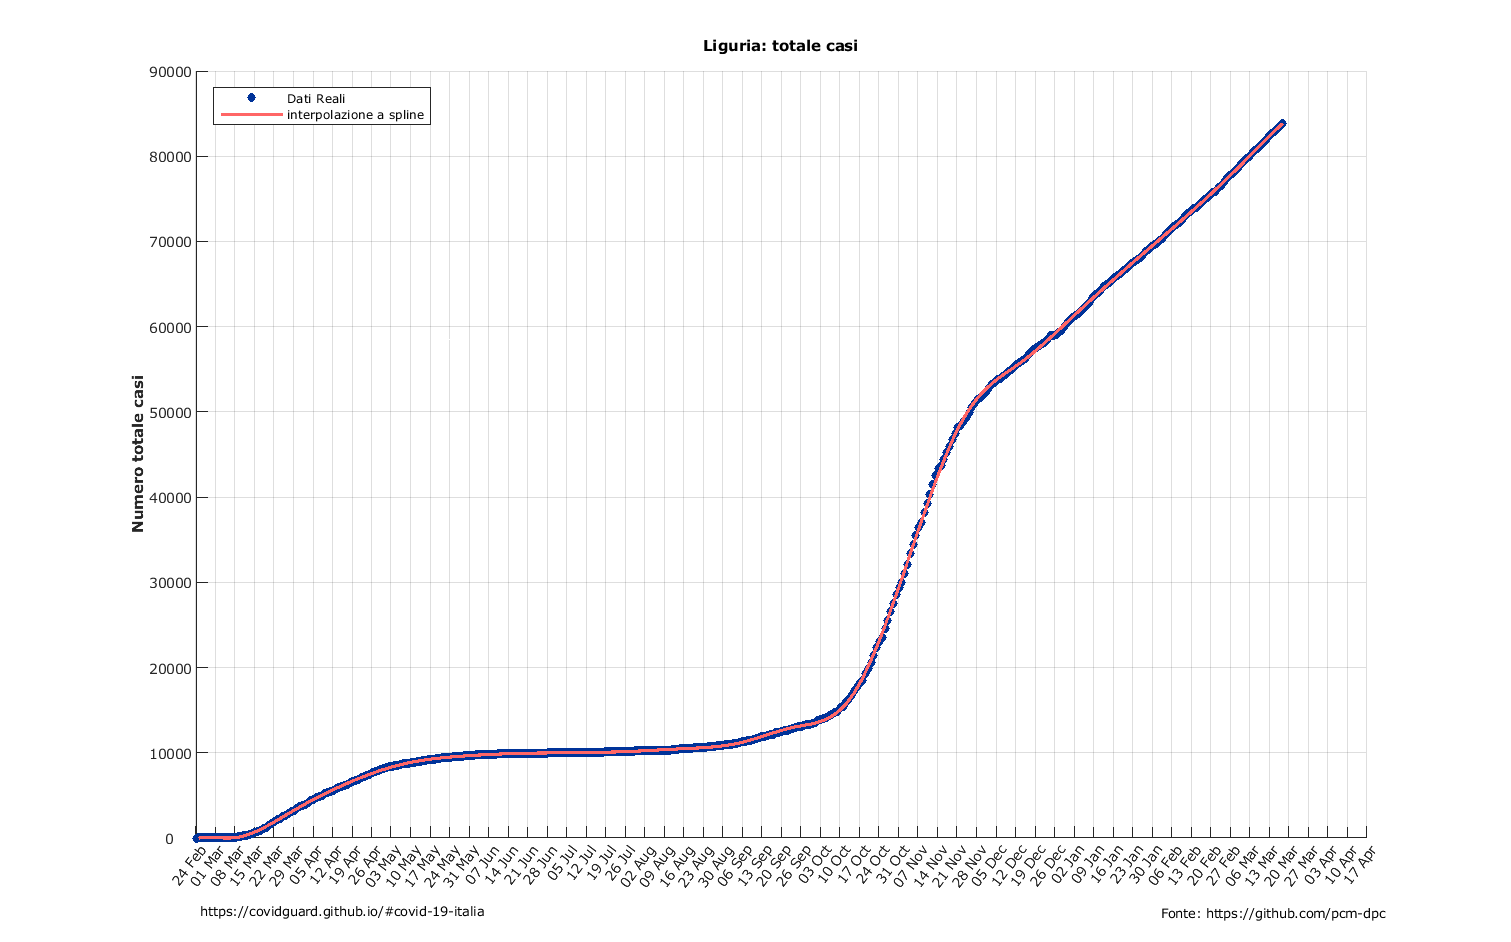 Liguria: totale casi
90000
80000
70000
60000
50000
40000
30000
20000
10000
0
Numero totale casi
Dati Reali
interpolazione a spline
24 Feb
01 Mar
08 Mar
15 Mar
22 Mar
29 Mar
05 Apr
12 Apr
19 Apr
26 Apr
03 May
10 May
17 May
24 May
31 May
07 Jun
14 Jun
21 Jun
28 Jun
05 Jul
12 Jul
19 Jul
26 Jul
02 Aug
09 Aug
16 Aug
23 Aug
30 Aug
06 Sep
13 Sep
20 Sep
26 Sep
03 Oct
10 Oct
17 Oct
24 Oct
31 Oct
07 Nov
14 Nov
21 Nov
28 Nov
05 Dec
12 Dec
19 Dec
26 Dec
02 Jan
09 Jan
16 Jan
23 Jan
30 Jan
06 Feb
13 Feb
20 Feb
27 Feb
06 Mar
13 Mar
20 Mar
27 Mar
03 Apr
10 Apr
17 Apr
https://covidguard.github.io/#covid-19-italia
Fonte: https://github.com/pcm-dpc